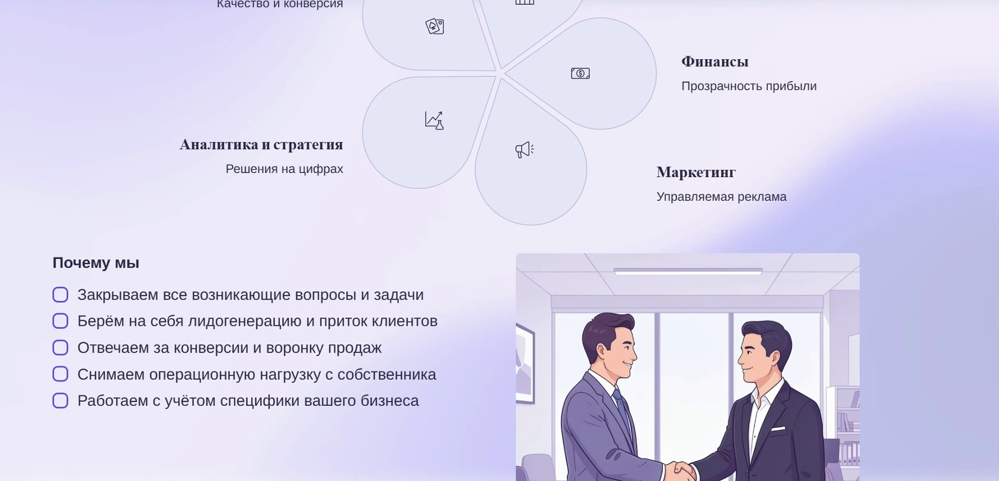 Качество и конверсия
Финансы
Прозрачность прибыли
Аналитика и стратегия
Решения на цифрах
Маркетинг
Управляемая реклама
Почему мы
Закрываем все возникающие вопросы и задачи
Берём на себя лидогенерацию и приток клиентов
Отвечаем за конверсии и воронку продаж
Снимаем операционную нагрузку с собственника
Работаем с учётом специфики вашего бизнеса